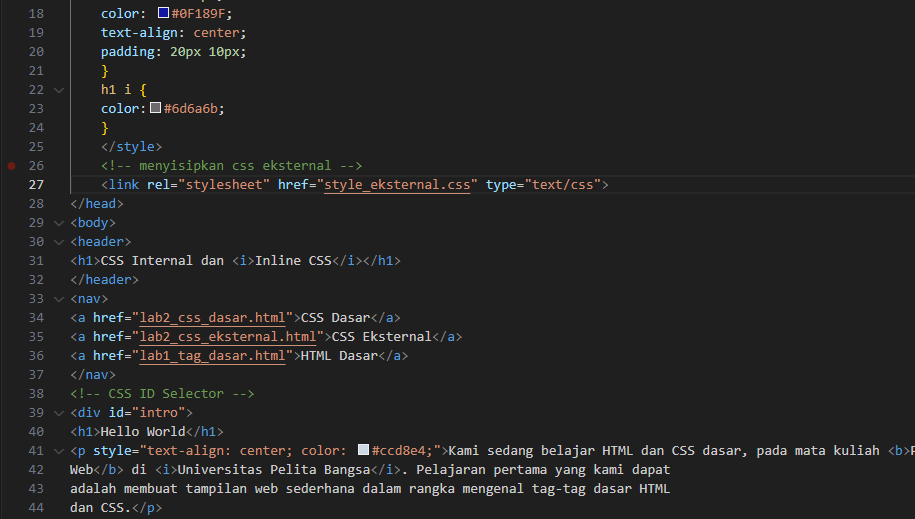 18 color: #0F189F;
19 text-align: center;
20 padding: 20px 10px;
21 }
22 h1 i {
23 color: #6d6a6b;
24 }
25 </style>
26 <!-- menyisipkan css eksternal -->
27 <link rel="stylesheet" href="style_eksternal.css" type="text/css">
28 </head>
29 <body>
30 <header>
31 <h1>CSS Internal dan <i>Inline CSS</i></h1>
32 </header>
33 <nav>
34 <a href="lab2_css_dasar.html">CSS Dasar</a>
35 <a href="lab2_css_eksternal.html">CSS Eksternal</a>
36 <a href="lab1_tag_dasar.html">HTML Dasar</a>
37 </nav>
38 <!-- CSS ID Selector -->
39 <div id="intro">
40 <h1>Hello World</h1>
41 <p style="text-align: center; color: #ccd8e4;">Kami sedang belajar HTML dan CSS dasar, pada mata kuliah <b>
42 Web</b> di <i>Universitas Pelita Bangsa</i>. Pelajaran pertama yang kami dapat
43 adalah membuat tampilan web sederhana dalam rangka mengenal tag-tag dasar HTML
44 dan CSS.</p>